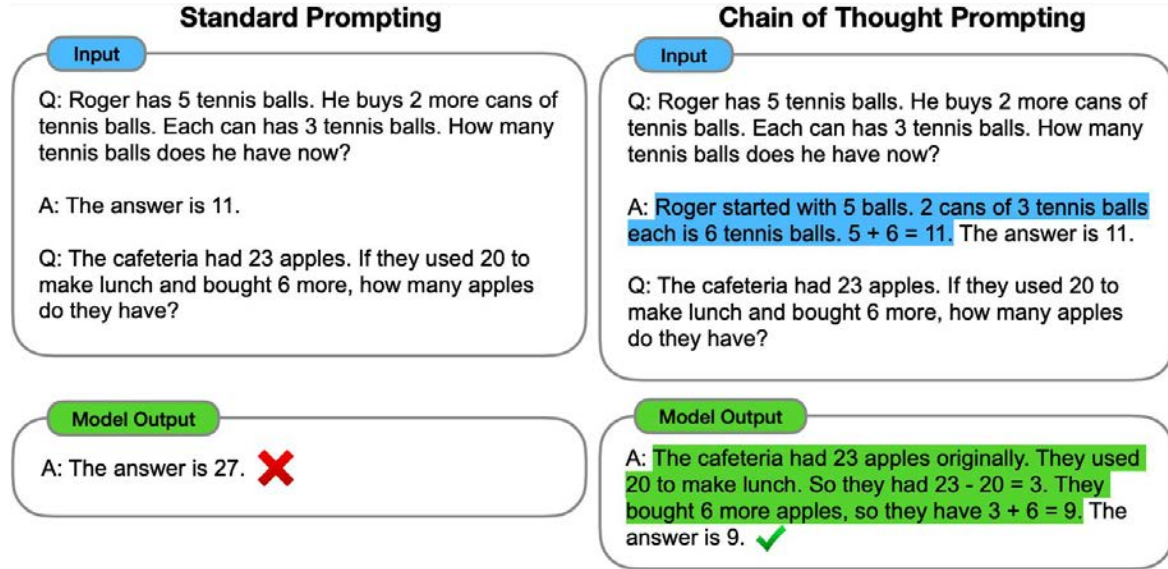 Standard Prompting
Input
Q: Roger has 5 tennis balls. He buys 2 more cans of
tennis balls. Each can has 3 tennis balls. How many
tennis balls does he have now?
A: The answer is 11.
Q: The cafeteria had 23 apples. If they used 20 to
make lunch and bought 6 more, how many apples
do they have?
Model Output
A: The answer is 27.
Chain of Thought Prompting
Input
Q: Roger has 5 tennis balls. He buys 2 more cans of
tennis balls. Each can has 3 tennis balls. How many
tennis balls does he have now?
A: Roger started with 5 balls. 2 cans of 3 tennis balls
each is 6 tennis balls. 5 + 6 = 11. The answer is 11.
Q: The cafeteria had 23 apples. If they used 20 to
make lunch and bought 6 more, how many apples
do they have?
Model Output
A: The cafeteria had 23 apples originally. They used
20 to make lunch. So they had 23 - 20 = 3. They
bought 6 more apples, so they have 3 + 6 = 9. The
answer is 9.